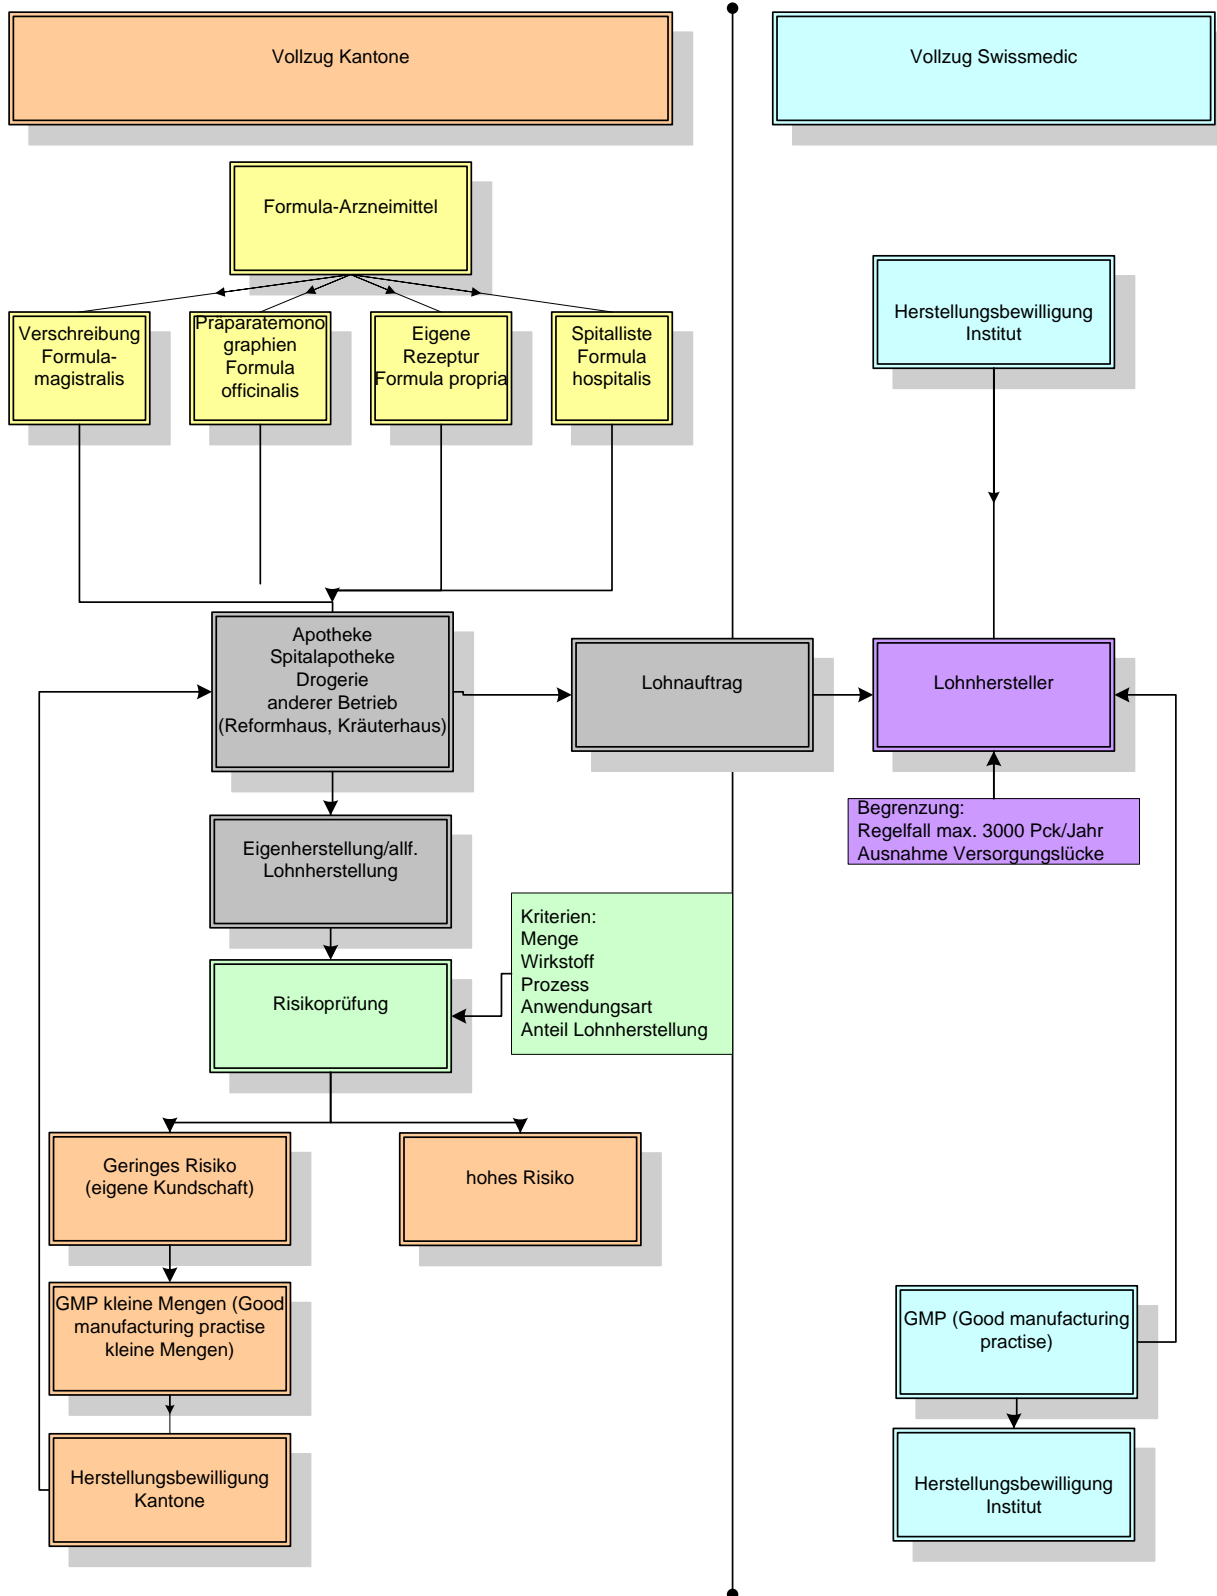 Vollzug Kantone
Vollzug Swissmedic
Formula-Arzneimittel
Verschreibung
Formula-
magistralis
Präparatemono
graphien
Formula
officinalis
Eigene
Rezeptur
Formula propria
Spitalliste
Formula
hospitalis
Herstellungsbewilligung
Institut
Apotheke
Spitalapotheke
Drogerie
anderer Betrieb
(Reformhaus, Kräuterhaus)
Lohnauftrag
Lohnhersteller
Begrenzung:
Regelfall max. 3000 Pck/Jahr
Ausnahme Versorgungslücke
Eigenherstellung/allf.
Lohnherstellung
Kriterien:
Menge
Wirkstoff
Prozess
Anwendungsart
Anteil Lohnherstellung
Risikoprüfung
Geringes Risiko
(eigene Kundschaft)
hohes Risiko
GMP kleine Mengen (Good
manufacturing practise
kleine Mengen)
GMP (Good manufacturing
practise)
Herstellungsbewilligung
Kantone
Herstellungsbewilligung
Institut